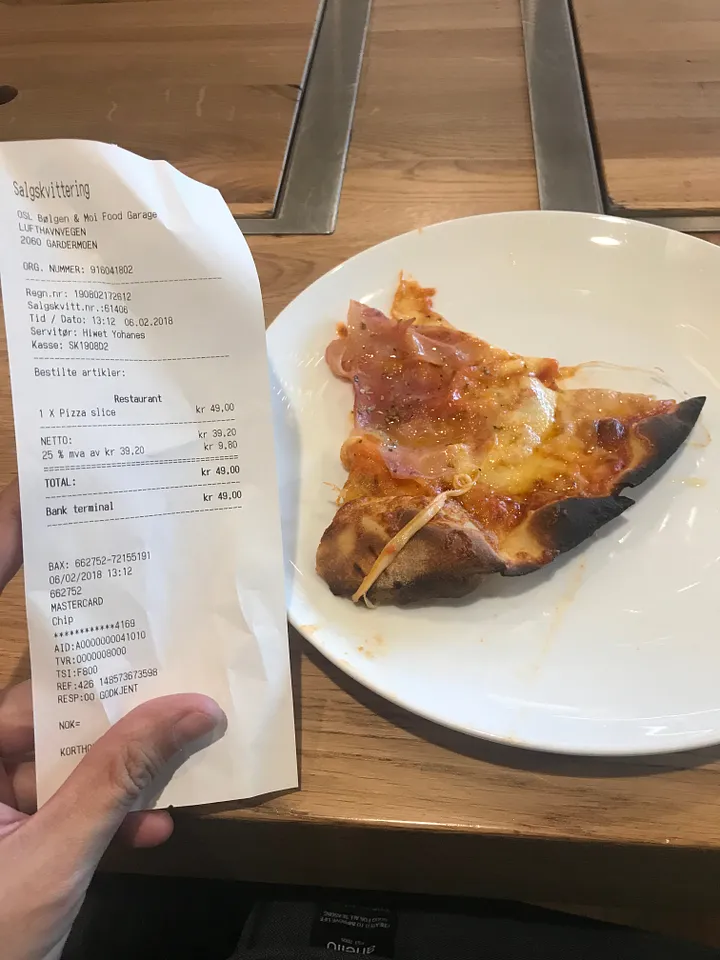 Salgskvittering
OSL Bølgen & Moi Food Garage
LUFTHAVNVEGEN
2060 GARDERMOEN
ORG. NUMMER: 916041802
Regn.nr: 190802172612
Salgskvitt.nr.:61406
Tid / Dato: 13:12 06.02.2018
Servitør: Hiwet Yohanes
Kasse: SK1908D2
Bestilte artikler:
Restaurant
1 X Pizza slice kr 49,00
NETTO: kr 39,20
25 % mva av kr 39,20 kr 9,80
TOTAL: kr 49,00
Bank terminal kr 49,00
BAX: 662752-72155191
06/02/2018 13:12
662752
MASTERCARD
Chip
************4169
AID:A0000000041010
TVR:0000008000
TSI:F800
REF:426 148573673598
RESP:00 GODKJENT
NOK=
KORTHO
anello